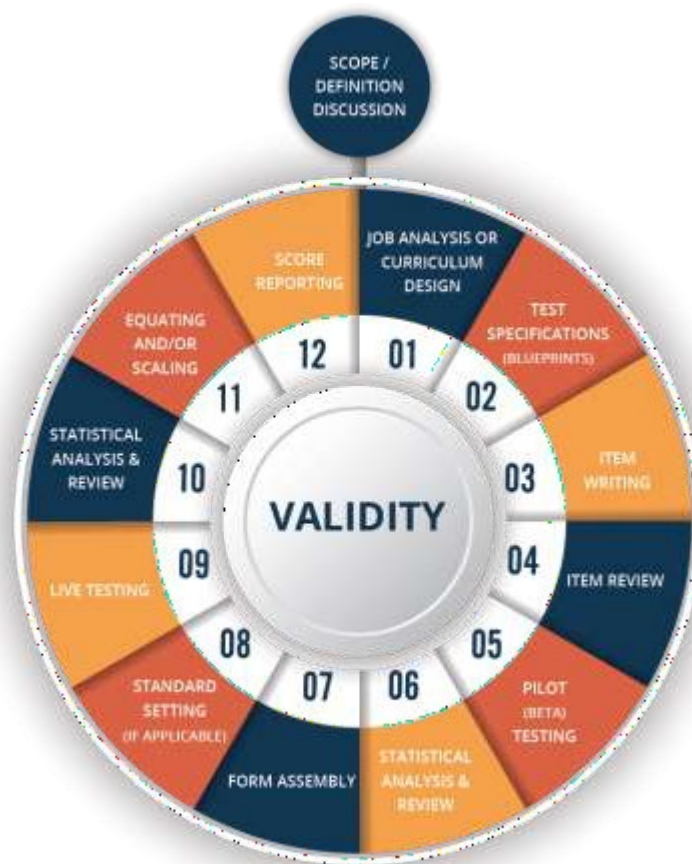 SCOPE /
DEFINITION
DISCUSSION
JOB ANALYSIS OR
CURRICULUM
DESIGN
01
TEST
SPECIFICATIONS
(BLUEPRINTS)
02
ITEM
WRITING
03
ITEM REVIEW
04
PILOT
(BETA)
TESTING
05
STATISTICAL
ANALYSIS &
REVIEW
06
FORM ASSEMBLY
07
STANDARD
SETTING
(IF APPLICABLE)
08
LIVE TESTING
09
STATISTICAL
ANALYSIS &
REVIEW
10
EQUATING
AND/OR
SCALING
11
SCORE
REPORTING
12
VALIDITY